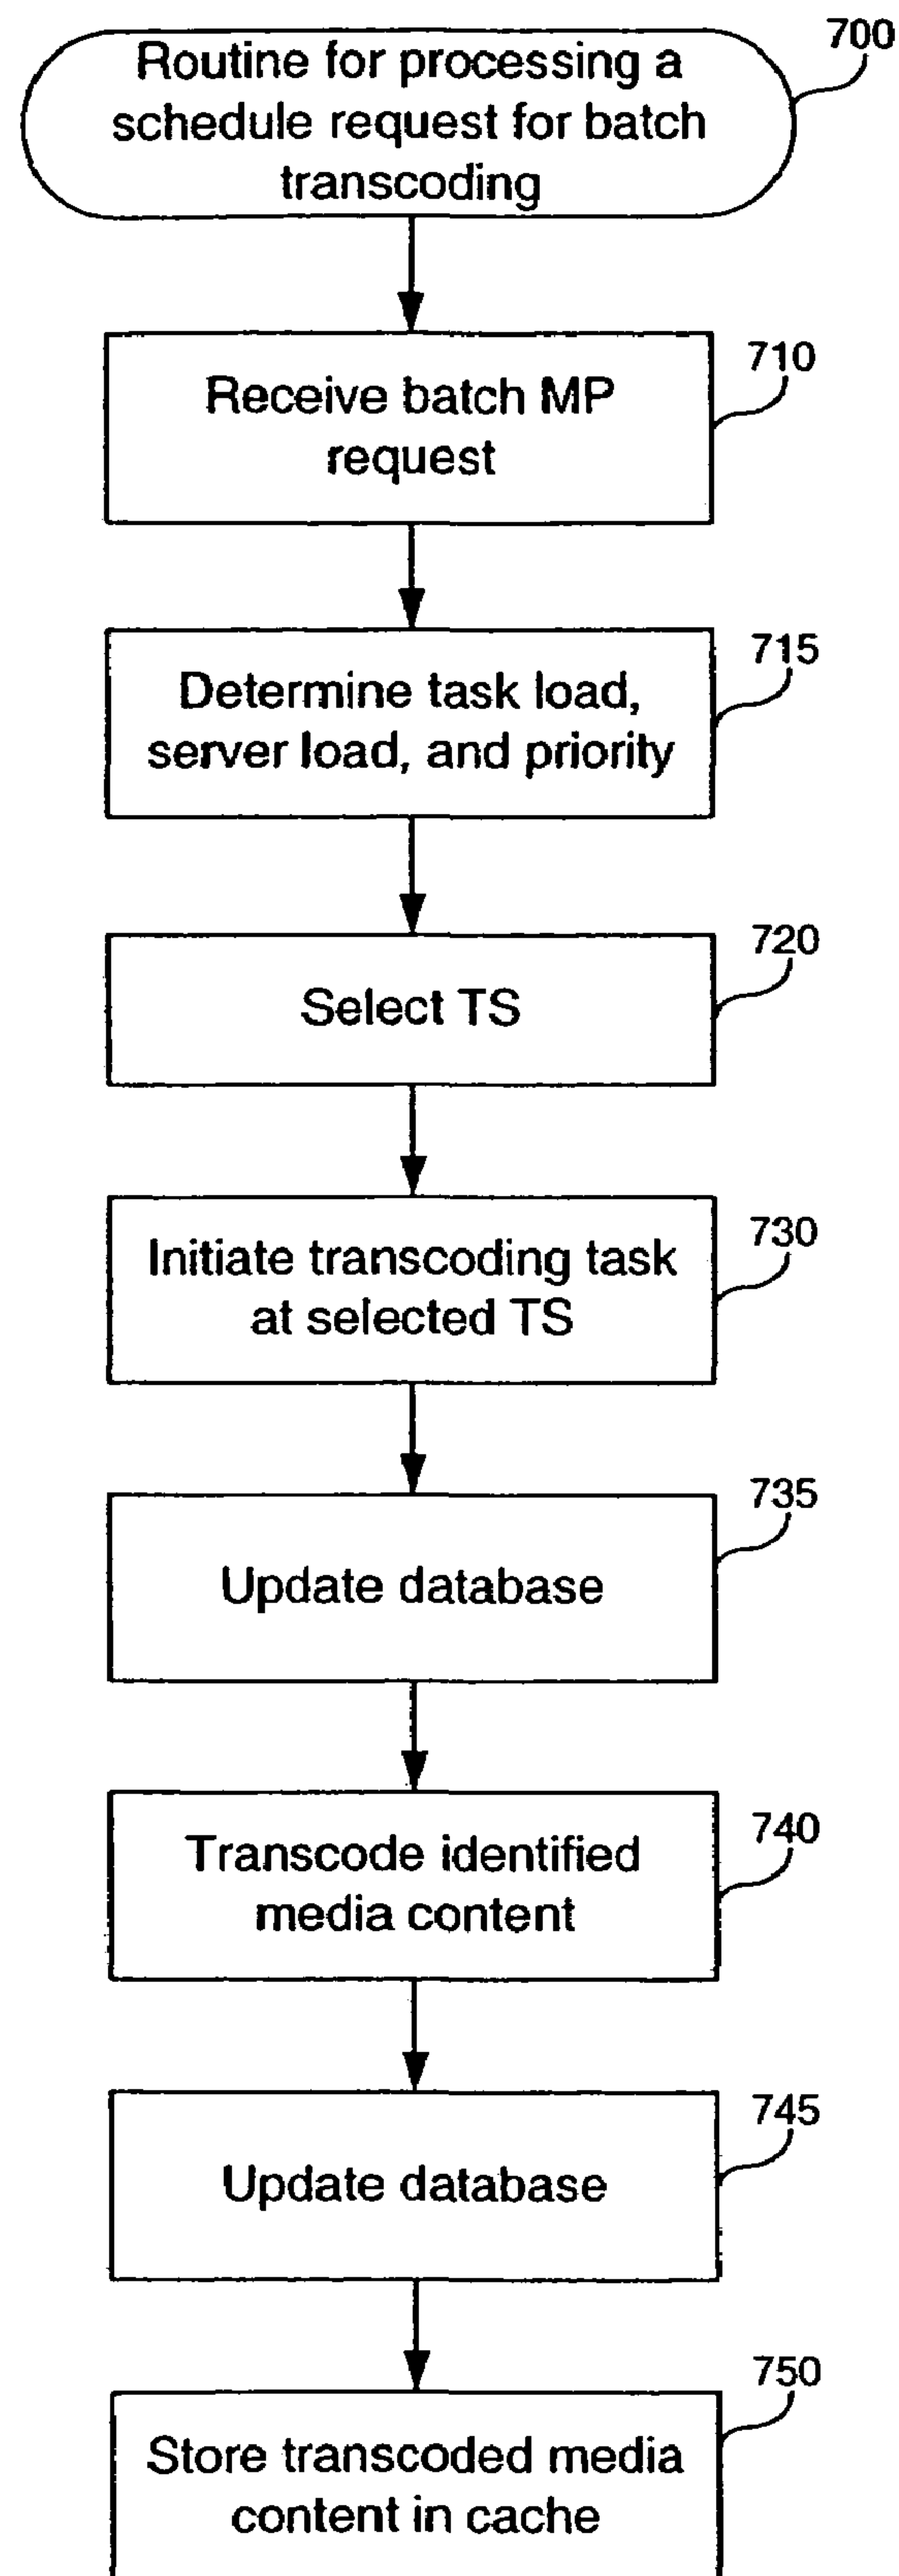 700
Routine for processing a
schedule request for batch
transcoding
710
Receive batch MP
request
715
Determine task load,
server load, and priority
720
Select TS
730
Initiate transcoding task
at selected TS
735
Update database
740
Transcode identified
media content
745
Update database
750
Store transcoded media
content in cache